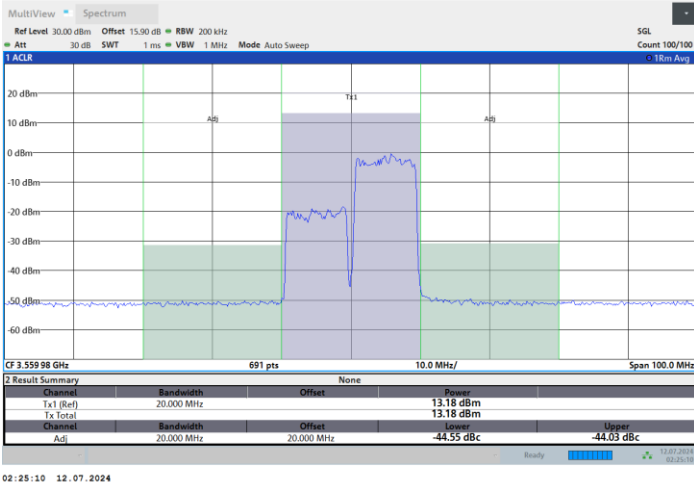 MultiView Spectrum
Ref Level 30.00 dBm Offset 15.90 dB RBW 200 kHz SGL
Att 30 dB SWT 1 ms VBW 1 MHz Mode Auto Sweep Count 100/100
1 ACLR 1Rm Avg
Tx1
20 dBm
Adj Adj
10 dBm
0 dBm
-10 dBm
-20 dBm
-30 dBm
-40 dBm
-50 dBm
-60 dBm
CF 3.559 98 GHz 691 pts 10.0 MHz/ Span 100.0 MHz
2 Result Summary None
Channel Bandwidth Offset Power
Tx1 (Ref) 20.000 MHz 13.18 dBm
Tx Total 13.18 dBm
Channel Bandwidth Offset Lower Upper
Adj 20.000 MHz 20.000 MHz -44.55 dBc -44.03 dBc
Ready 12.07.2024
02:25:10
02:25:10 12.07.2024